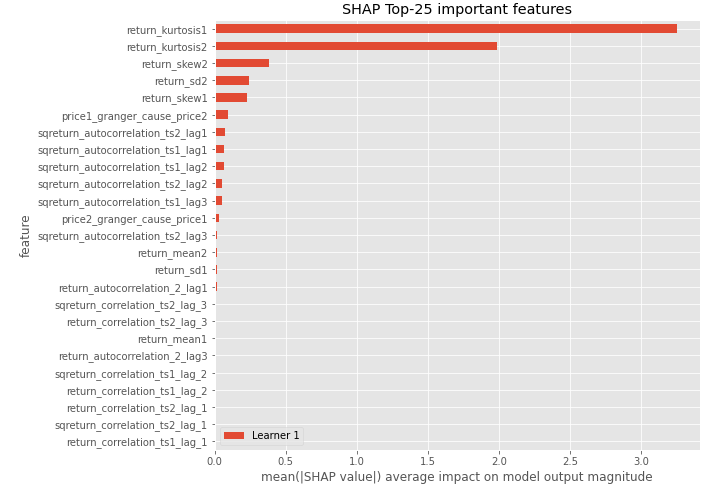 SHAP Top-25 important features
return_kurtosis1
return_kurtosis2
return_skew2
return_sd2
return_skew1
price1_granger_cause_price2
sqreturn_autocorrelation_ts2_lag1
sqreturn_autocorrelation_ts1_lag1
sqreturn_autocorrelation_ts1_lag2
sqreturn_autocorrelation_ts2_lag2
sqreturn_autocorrelation_ts1_lag3
price2_granger_cause_price1
sqreturn_autocorrelation_ts2_lag3
return_mean2
return_sd1
return_autocorrelation_2_lag1
sqreturn_correlation_ts2_lag_3
return_correlation_ts2_lag_3
return_mean1
return_autocorrelation_2_lag3
sqreturn_correlation_ts1_lag_2
return_correlation_ts1_lag_2
return_correlation_ts2_lag_1
sqreturn_correlation_ts2_lag_1
return_correlation_ts1_lag_1
feature
Learner 1
0.0 0.5 1.0 1.5 2.0 2.5 3.0
mean(|SHAP value|) average impact on model output magnitude